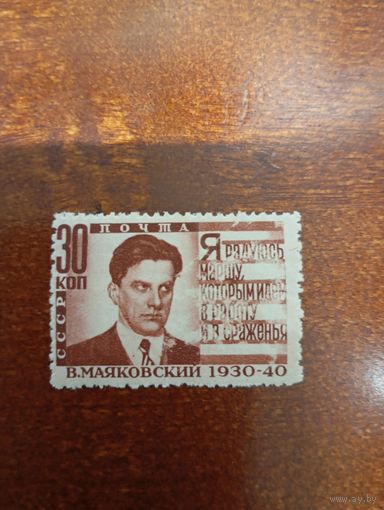 ПОЧТА
30
КОП
СССР
Я радуюсь
маршу,
которым идем
в работу
и в сраженья
В.МАЯКОВСКИЙ 1930-40
www.ay.by